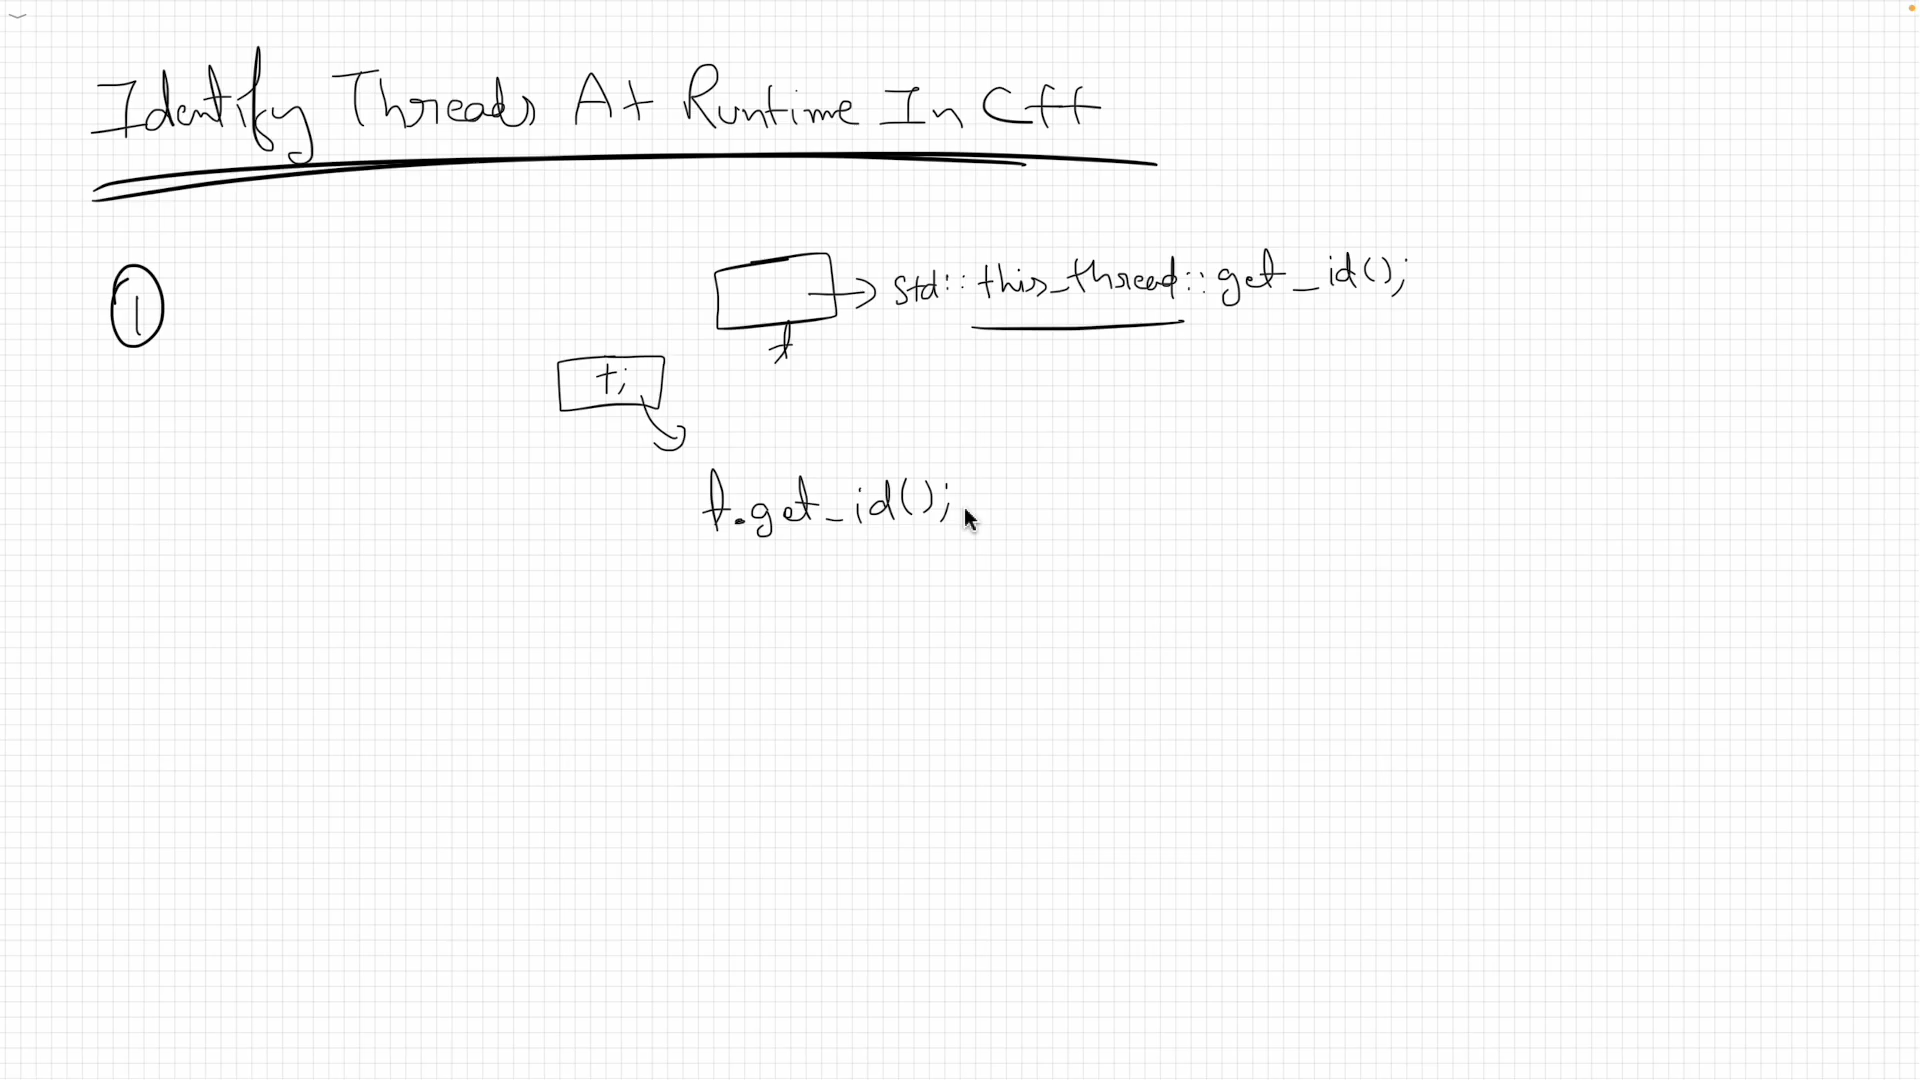 Identify Threads At Runtime In C++
1
std::this_thread::get_id();
t
t;
t.get_id();